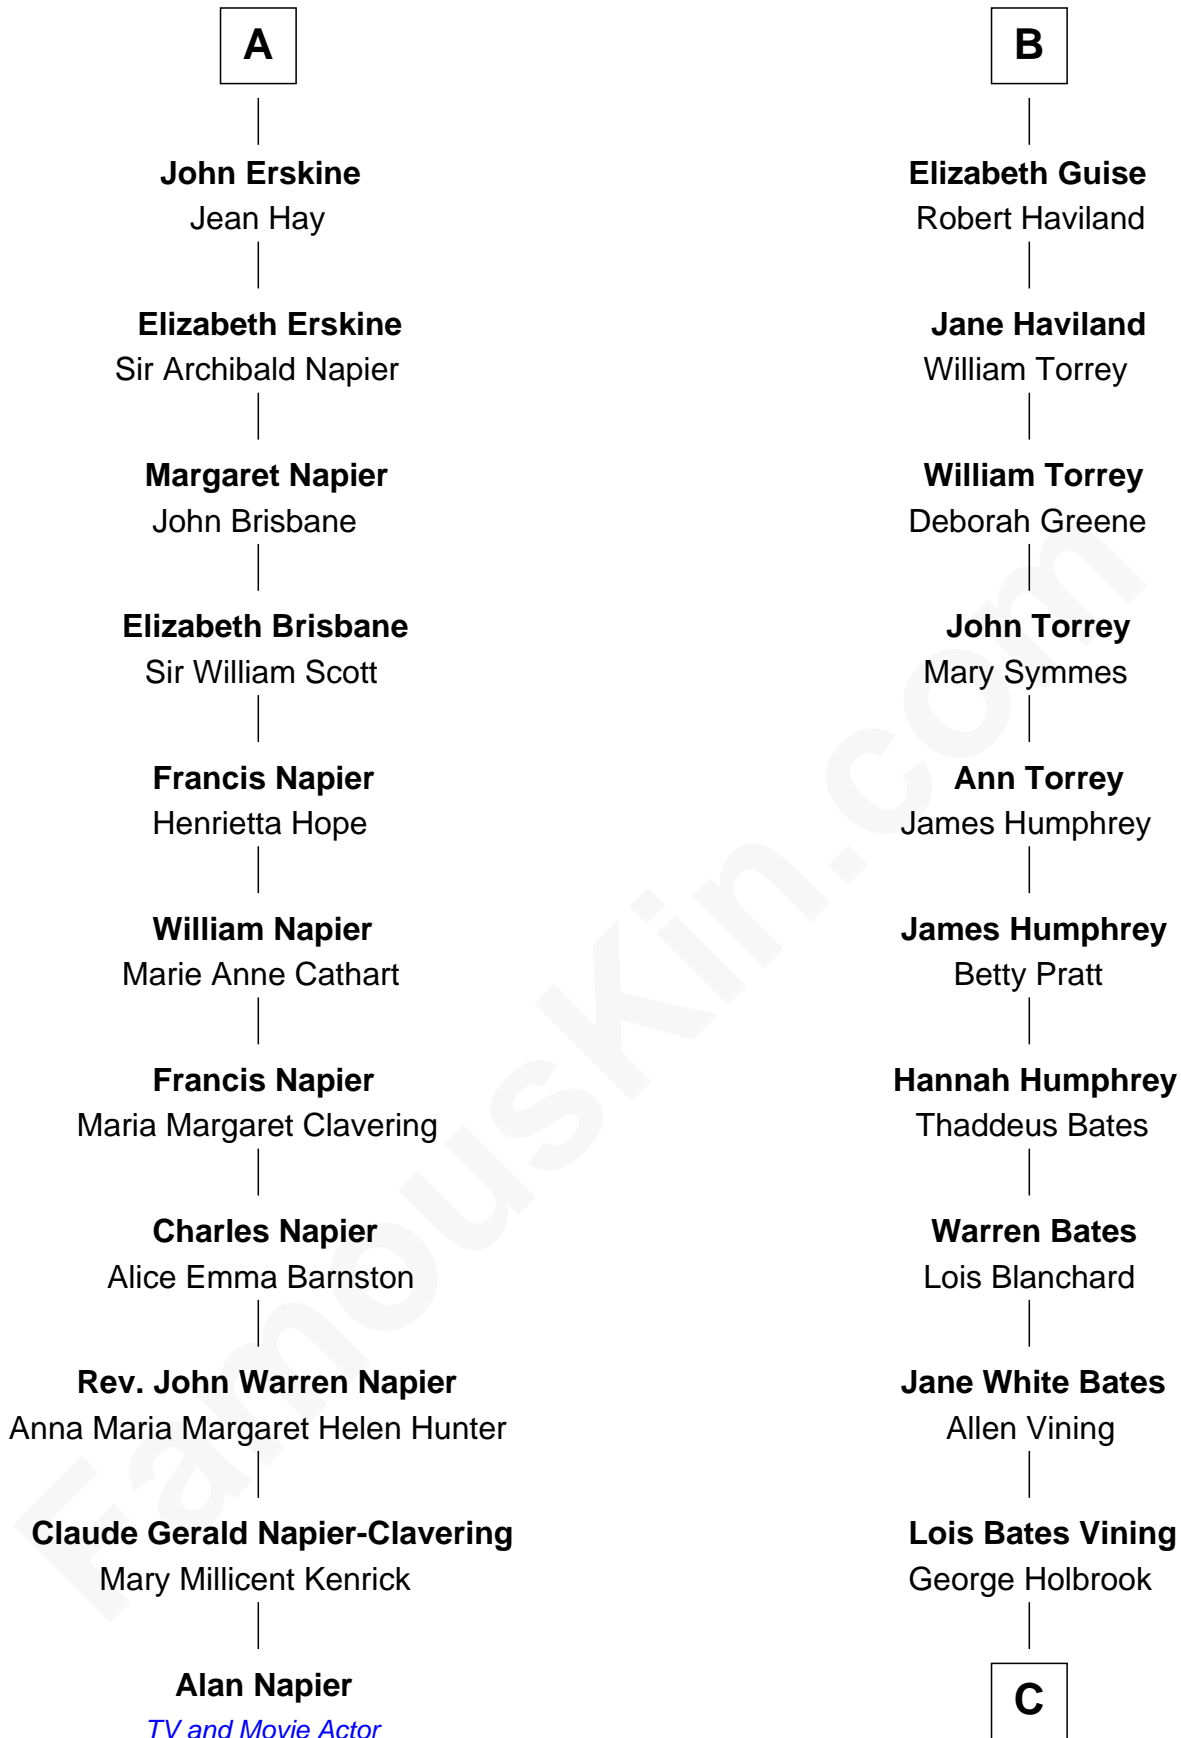 A
John Erskine
Jean Hay
Elizabeth Erskine
Sir Archibald Napier
Margaret Napier
John Brisbane
Elizabeth Brisbane
Sir William Scott
Francis Napier
Henrietta Hope
William Napier
Marie Anne Cathart
Francis Napier
Maria Margaret Clavering
Charles Napier
Alice Emma Barnston
Rev. John Warren Napier
Anna Maria Margaret Helen Hunter
Claude Gerald Napier-Clavering
Mary Millicent Kenrick
Alan Napier
TV and Movie Actor
B
Elizabeth Guise
Robert Haviland
Jane Haviland
William Torrey
William Torrey
Deborah Greene
John Torrey
Mary Symmes
Ann Torrey
James Humphrey
James Humphrey
Betty Pratt
Hannah Humphrey
Thaddeus Bates
Warren Bates
Lois Blanchard
Jane White Bates
Allen Vining
Lois Bates Vining
George Holbrook
C
FamousKin.com